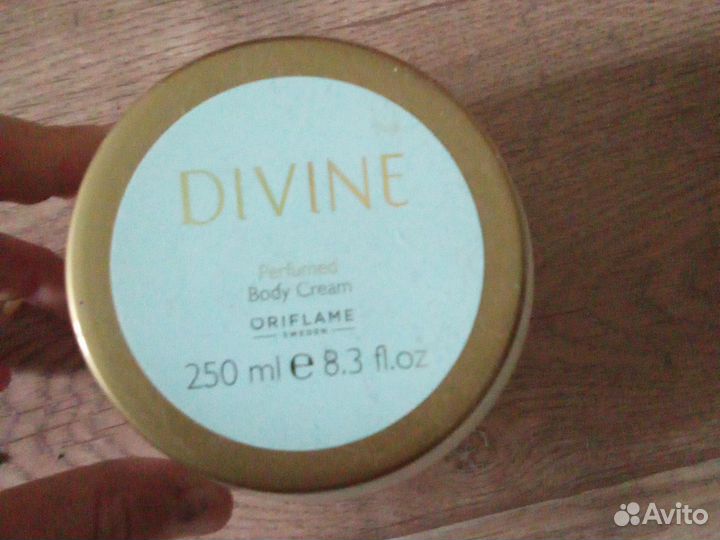 DIVINE
Perfumed
Body Cream
ORIFLAME
SWEDEN
250 ml e 8.3 fl.oz
Avito